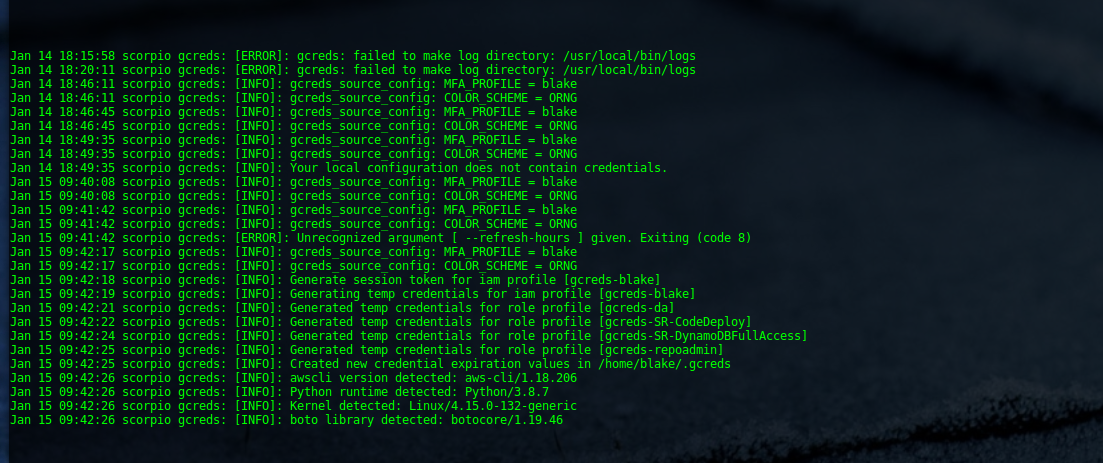 Jan 14 18:15:58 scorpio gcreds: [ERROR]: gcreds: failed to make log directory: /usr/local/bin/logs
Jan 14 18:20:11 scorpio gcreds: [ERROR]: gcreds: failed to make log directory: /usr/local/bin/logs
Jan 14 18:46:11 scorpio gcreds: [INFO]: gcreds_source_config: MFA_PROFILE = blake
Jan 14 18:46:11 scorpio gcreds: [INFO]: gcreds_source_config: COLOR_SCHEME = ORNG
Jan 14 18:46:45 scorpio gcreds: [INFO]: gcreds_source_config: MFA_PROFILE = blake
Jan 14 18:46:45 scorpio gcreds: [INFO]: gcreds_source_config: COLOR_SCHEME = ORNG
Jan 14 18:49:35 scorpio gcreds: [INFO]: gcreds_source_config: MFA_PROFILE = blake
Jan 14 18:49:35 scorpio gcreds: [INFO]: gcreds_source_config: COLOR_SCHEME = ORNG
Jan 14 18:49:35 scorpio gcreds: [INFO]: Your local configuration does not contain credentials.
Jan 15 09:40:08 scorpio gcreds: [INFO]: gcreds_source_config: MFA_PROFILE = blake
Jan 15 09:40:08 scorpio gcreds: [INFO]: gcreds_source_config: COLOR_SCHEME = ORNG
Jan 15 09:41:42 scorpio gcreds: [INFO]: gcreds_source_config: MFA_PROFILE = blake
Jan 15 09:41:42 scorpio gcreds: [INFO]: gcreds_source_config: COLOR_SCHEME = ORNG
Jan 15 09:41:42 scorpio gcreds: [ERROR]: Unrecognized argument [ --refresh-hours ] given. Exiting (code 8)
Jan 15 09:42:17 scorpio gcreds: [INFO]: gcreds_source_config: MFA_PROFILE = blake
Jan 15 09:42:17 scorpio gcreds: [INFO]: gcreds_source_config: COLOR_SCHEME = ORNG
Jan 15 09:42:18 scorpio gcreds: [INFO]: Generate session token for iam profile [gcreds-blake]
Jan 15 09:42:19 scorpio gcreds: [INFO]: Generating temp credentials for iam profile [gcreds-blake]
Jan 15 09:42:21 scorpio gcreds: [INFO]: Generated temp credentials for role profile [gcreds-da]
Jan 15 09:42:22 scorpio gcreds: [INFO]: Generated temp credentials for role profile [gcreds-SR-CodeDeploy]
Jan 15 09:42:24 scorpio gcreds: [INFO]: Generated temp credentials for role profile [gcreds-SR-DynamoDBFullAccess]
Jan 15 09:42:25 scorpio gcreds: [INFO]: Generated temp credentials for role profile [gcreds-repoadmin]
Jan 15 09:42:25 scorpio gcreds: [INFO]: Created new credential expiration values in /home/blake/.gcreds
Jan 15 09:42:26 scorpio gcreds: [INFO]: awscli version detected: aws-cli/1.18.206
Jan 15 09:42:26 scorpio gcreds: [INFO]: Python runtime detected: Python/3.8.7
Jan 15 09:42:26 scorpio gcreds: [INFO]: Kernel detected: Linux/4.15.0-132-generic
Jan 15 09:42:26 scorpio gcreds: [INFO]: boto library detected: botocore/1.19.46